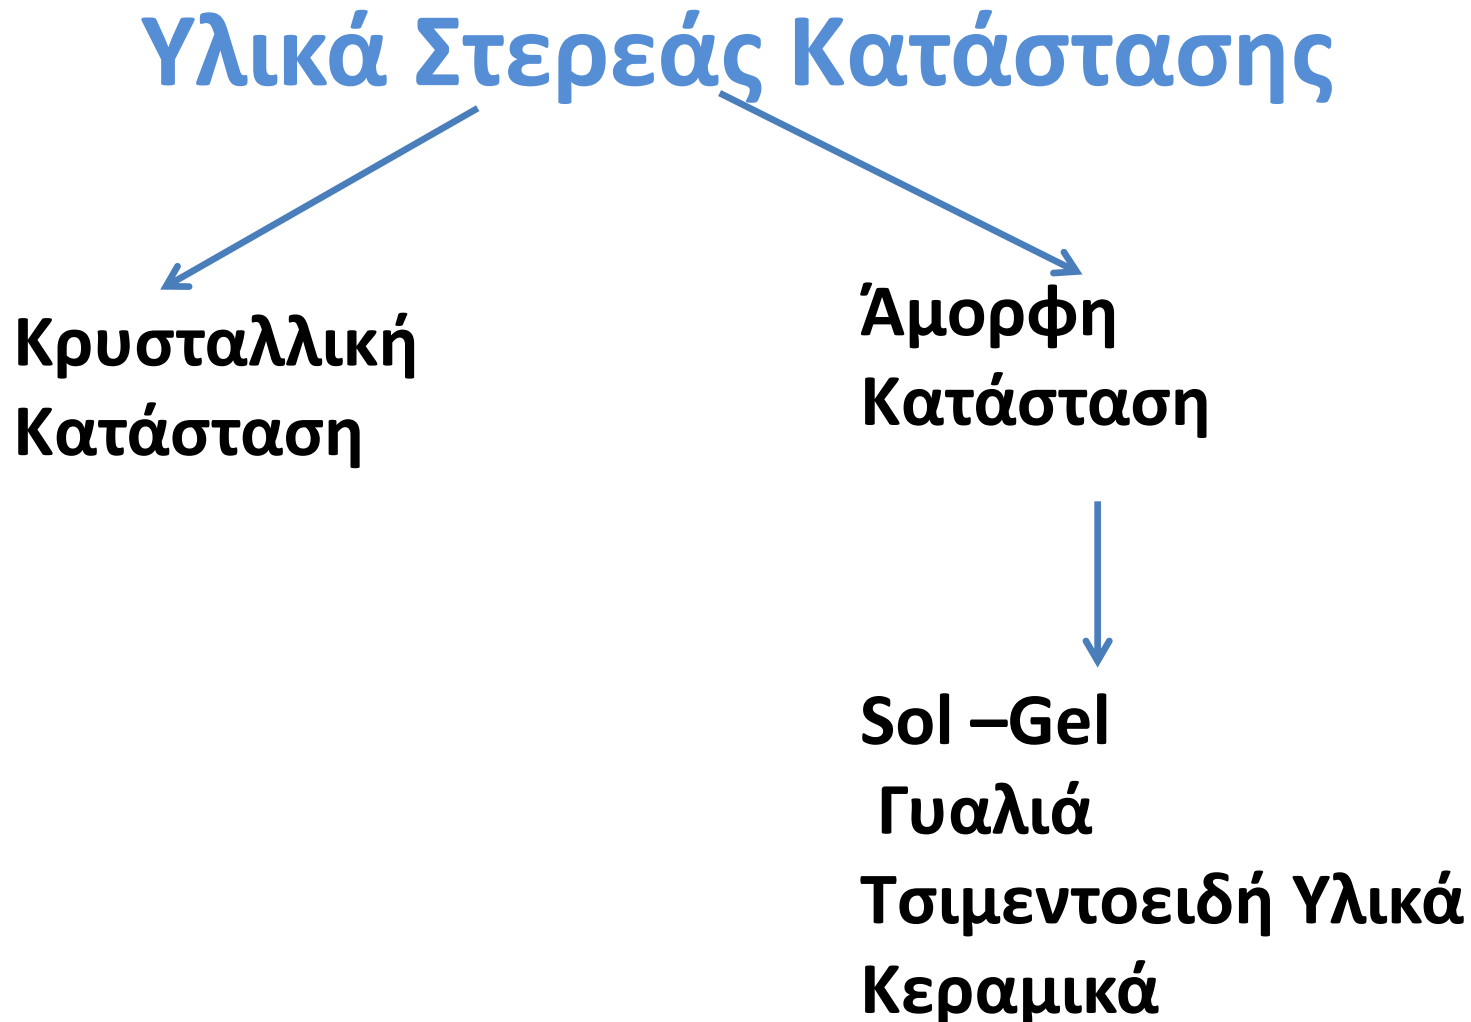 Υλικά Στερεάς Κατάστασης
Κρυσταλλική
Κατάσταση
Άμορφη
Κατάσταση
Sol –Gel
Γυαλιά
Τσιμεντοειδή Υλικά
Κεραμικά